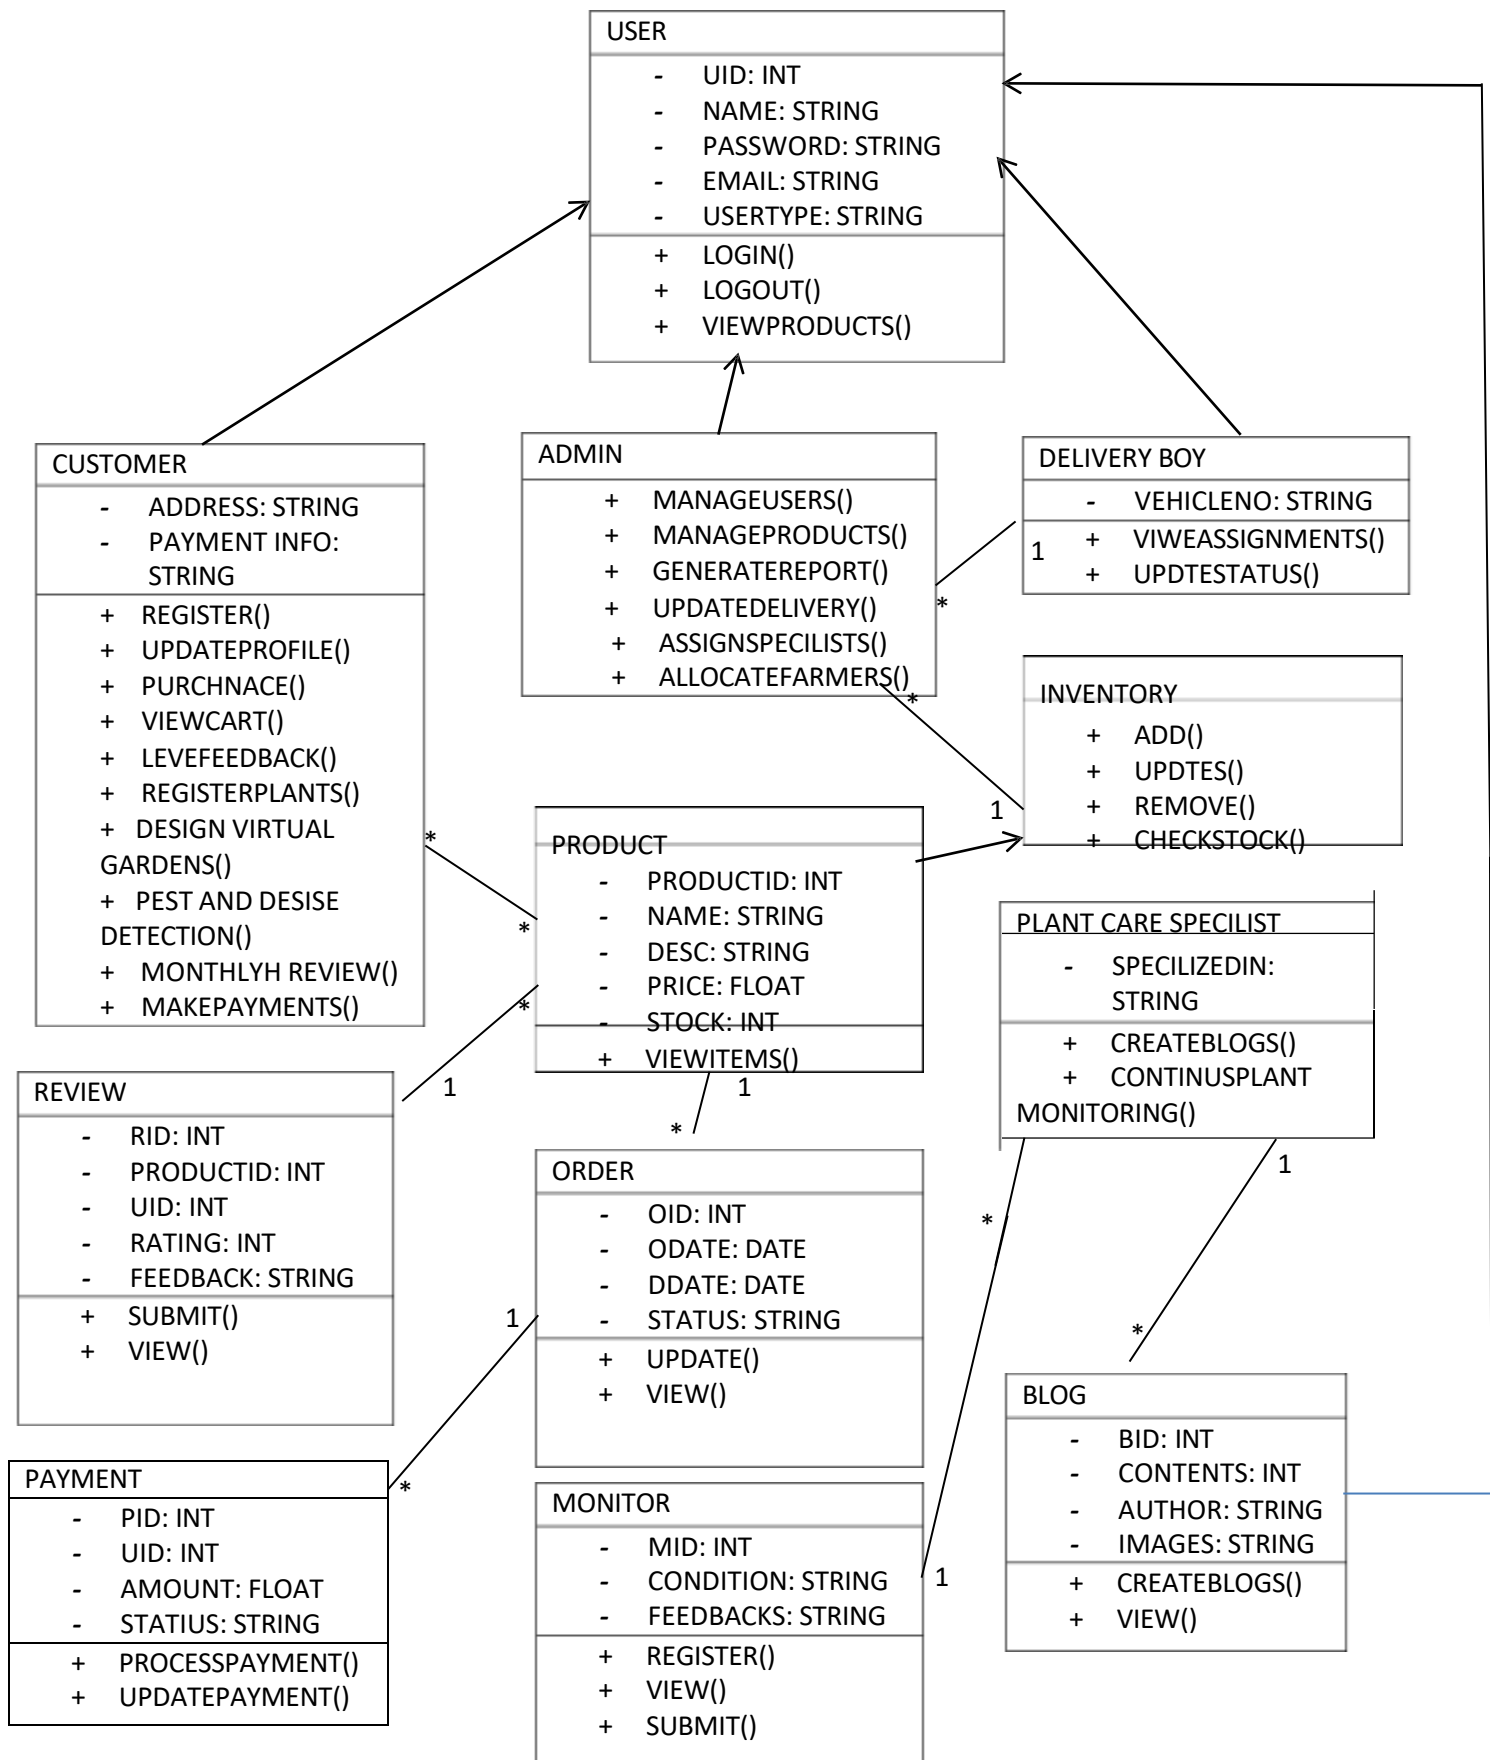 USER
- UID: INT
- NAME: STRING
- PASSWORD: STRING
- EMAIL: STRING
- USERTYPE: STRING
+ LOGIN()
+ LOGOUT()
+ VIEWPRODUCTS()
CUSTOMER
- ADDRESS: STRING
- PAYMENT INFO:
STRING
+ REGISTER()
+ UPDATEPROFILE()
+ PURCHNACE()
+ VIEWCART()
+ LEVEFEEDBACK()
+ REGISTERPLANTS()
+ DESIGN VIRTUAL
GARDENS()
+ PEST AND DESISE
DETECTION()
+ MONTHLYH REVIEW()
+ MAKEPAYMENTS()
*
*
ADMIN
+ MANAGEUSERS()
+ MANAGEPRODUCTS()
+ GENERATEREPORT()
+ UPDATEDELIVERY()
+ ASSIGNSPECILISTS()
+ ALLOCATEFARMERS()
*
1
*
1
DELIVERY BOY
- VEHICLENO: STRING
+ VIWEASSIGNMENTS()
+ UPDTESTATUS()
INVENTORY
+ ADD()
+ UPDTES()
+ REMOVE()
+ CHECKSTOCK()
PRODUCT
- PRODUCTID: INT
- NAME: STRING
- DESC: STRING
- PRICE: FLOAT
- STOCK: INT
+ VIEWITEMS()
*
1
1
*
PLANT CARE SPECILIST
- SPECILIZEDIN:
STRING
+ CREATEBLOGS()
+ CONTINUSPLANT
MONITORING()
1
*
*
1
REVIEW
- RID: INT
- PRODUCTID: INT
- UID: INT
- RATING: INT
- FEEDBACK: STRING
+ SUBMIT()
+ VIEW()
ORDER
- OID: INT
- ODATE: DATE
- DDATE: DATE
- STATUS: STRING
+ UPDATE()
+ VIEW()
1
*
BLOG
- BID: INT
- CONTENTS: INT
- AUTHOR: STRING
- IMAGES: STRING
+ CREATEBLOGS()
+ VIEW()
PAYMENT
- PID: INT
- UID: INT
- AMOUNT: FLOAT
- STATIUS: STRING
+ PROCESSPAYMENT()
+ UPDATEPAYMENT()
MONITOR
- MID: INT
- CONDITION: STRING
- FEEDBACKS: STRING
+ REGISTER()
+ VIEW()
+ SUBMIT()